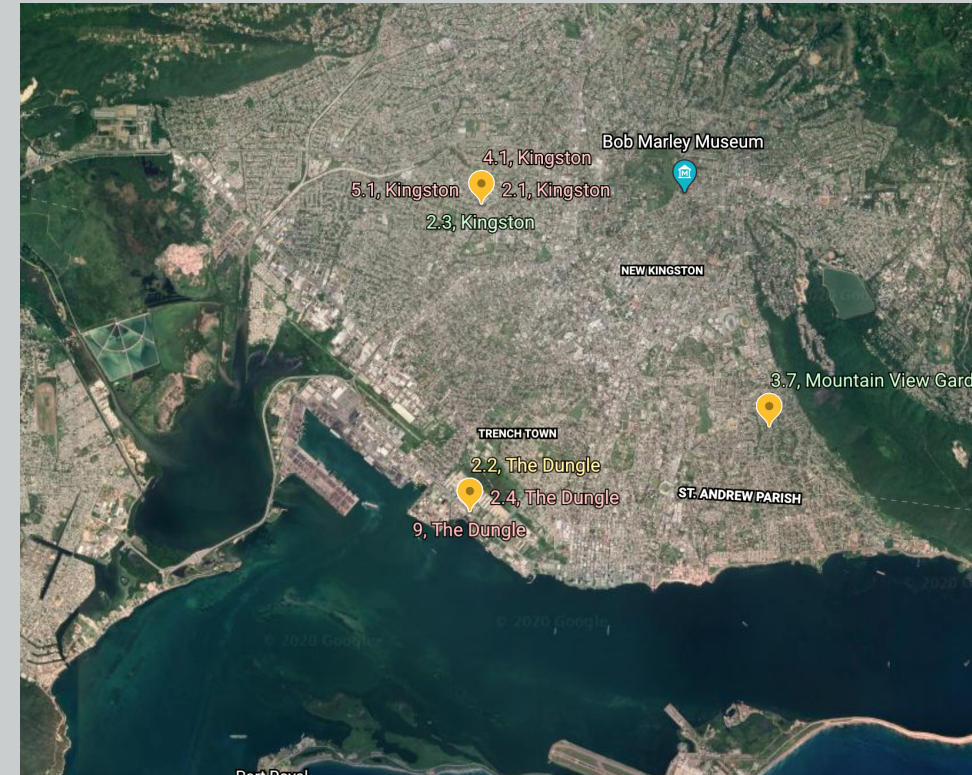 Bob Marley Museum
4.1, Kingston
5.1, Kingston
2.1, Kingston
2.3, Kingston
NEW KINGSTON
3.7, Mountain View Gard
TRENCH TOWN
2.2, The Dungle
2.4, The Dungle
ST. ANDREW PARISH
9, The Dungle
© 2020 Google
© 2020 Google
Port Royal